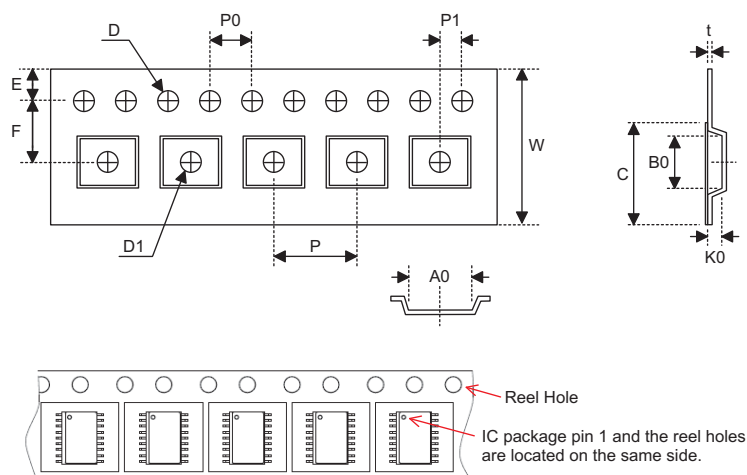 D
P0
P1
t
E
F
W
C
B0
D1
P
K0
A0
Reel Hole
IC package pin 1 and the reel holes
are located on the same side.